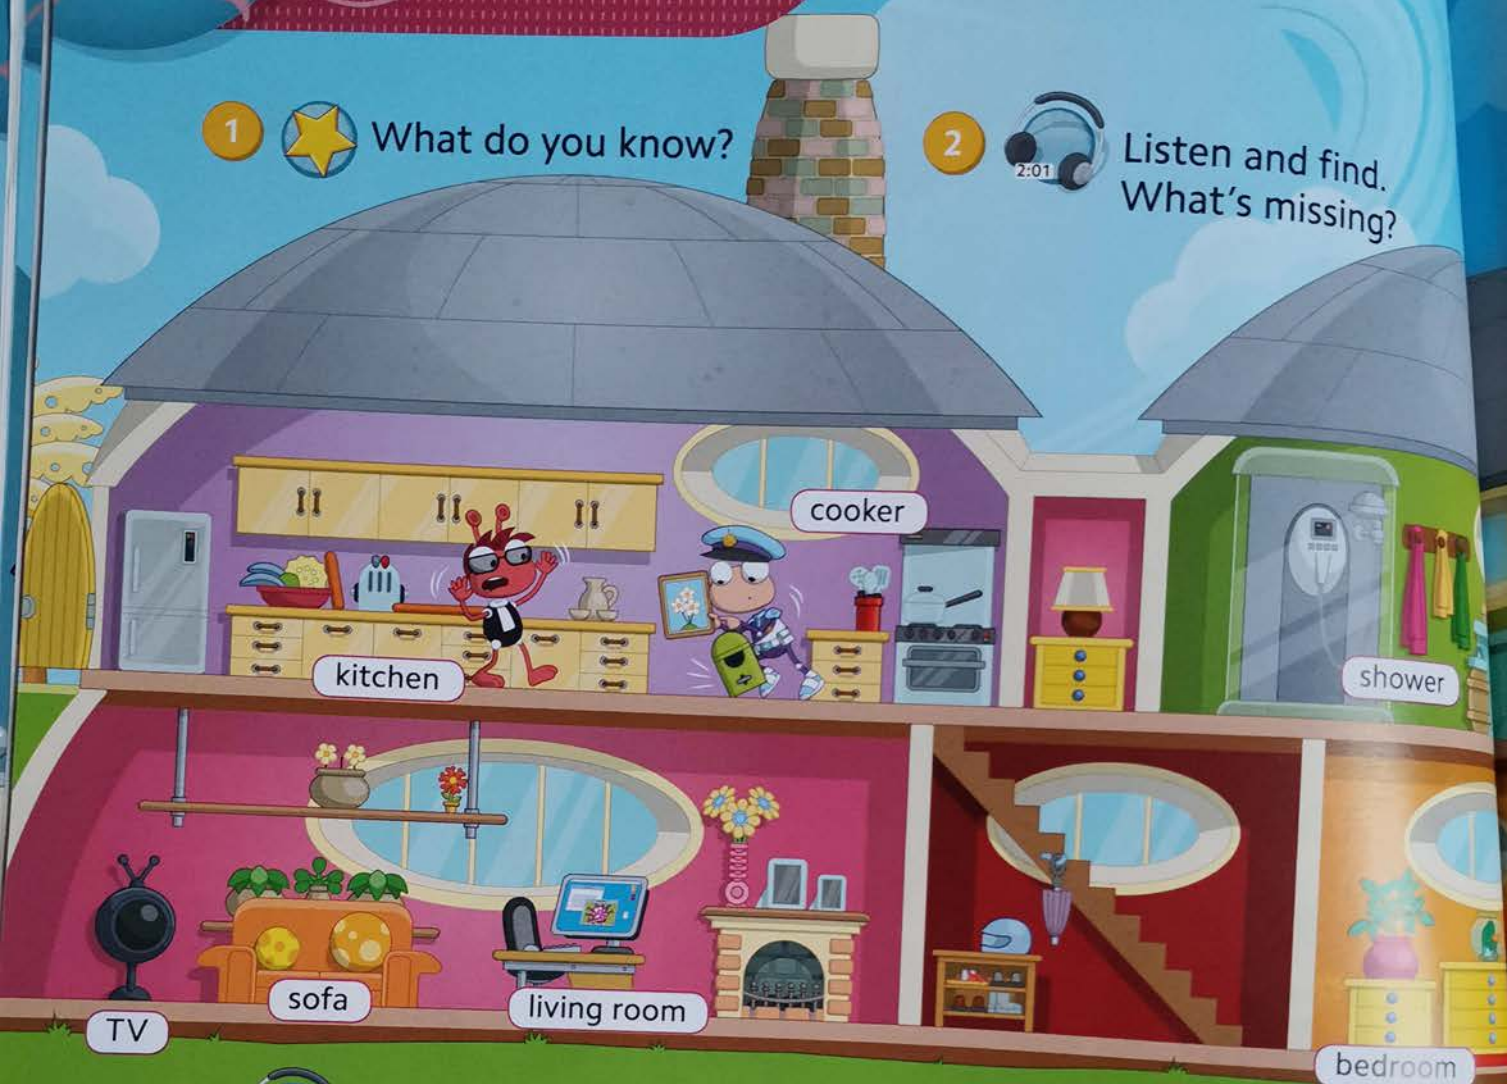 1 What do you know?
2 2:01 Listen and find.
What's missing?
cooker
kitchen
shower
sofa
living room
TV
bedroom